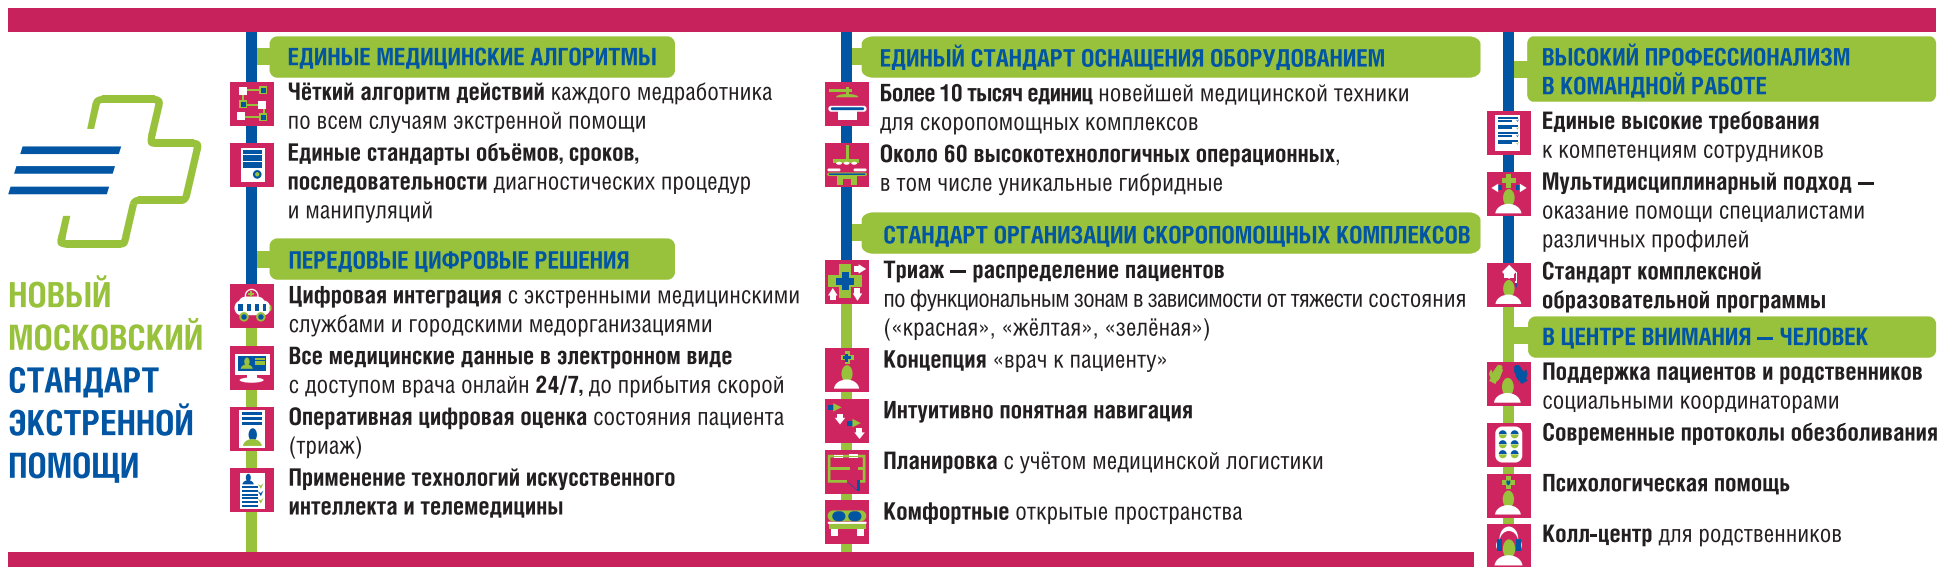 НОВЫЙ
МОСКОВСКИЙ
СТАНДАРТ
ЭКСТРЕННОЙ
ПОМОЩИ
ЕДИНЫЕ МЕДИЦИНСКИЕ АЛГОРИТМЫ
Чёткий алгоритм действий каждого медработника
по всем случаям экстренной помощи
Единые стандарты объёмов, сроков,
последовательности диагностических процедур
и манипуляций
ПЕРЕДОВЫЕ ЦИФРОВЫЕ РЕШЕНИЯ
Цифровая интеграция с экстренными медицинскими
службами и городскими медорганизациями
Все медицинские данные в электронном виде
с доступом врача онлайн 24/7, до прибытия скорой
Оперативная цифровая оценка состояния пациента
(триаж)
Применение технологий искусственного
интеллекта и телемедицины
ЕДИНЫЙ СТАНДАРТ ОСНАЩЕНИЯ ОБОРУДОВАНИЕМ
Более 10 тысяч единиц новейшей медицинской техники
для скоропомощных комплексов
Около 60 высокотехнологичных операционных,
в том числе уникальные гибридные
СТАНДАРТ ОРГАНИЗАЦИИ СКОРОПОМОЩНЫХ КОМПЛЕКСОВ
Триаж — распределение пациентов
по функциональным зонам в зависимости от тяжести состояния
(«красная», «жёлтая», «зелёная»)
Концепция «врач к пациенту»
Интуитивно понятная навигация
Планировка с учётом медицинской логистики
Комфортные открытые пространства
ВЫСОКИЙ ПРОФЕССИОНАЛИЗМ
В КОМАНДНОЙ РАБОТЕ
Единые высокие требования
к компетенциям сотрудников
Мультидисциплинарный подход —
оказание помощи специалистами
различных профилей
Стандарт комплексной
образовательной программы
В ЦЕНТРЕ ВНИМАНИЯ — ЧЕЛОВЕК
Поддержка пациентов и родственников
социальными координаторами
Современные протоколы обезболивания
Психологическая помощь
Колл-центр для родственников